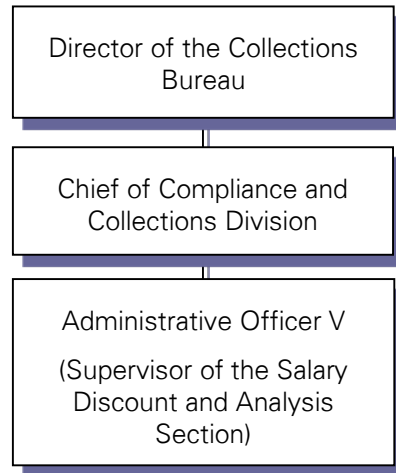 Director of the Collections
Bureau
Chief of Compliance and
Collections Division
Administrative Officer V
(Supervisor of the Salary
Discount and Analysis
Section)